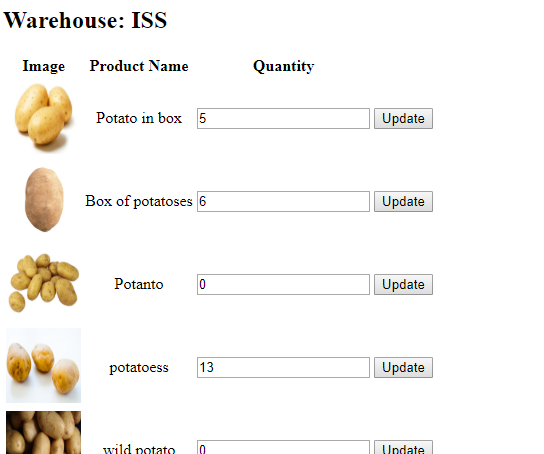 Warehouse: ISS
Image Product Name Quantity
Potato in box 5 Update
Box of potatoses 6 Update
Potanto 0 Update
potatoess 13 Update
wild potato 0 Update